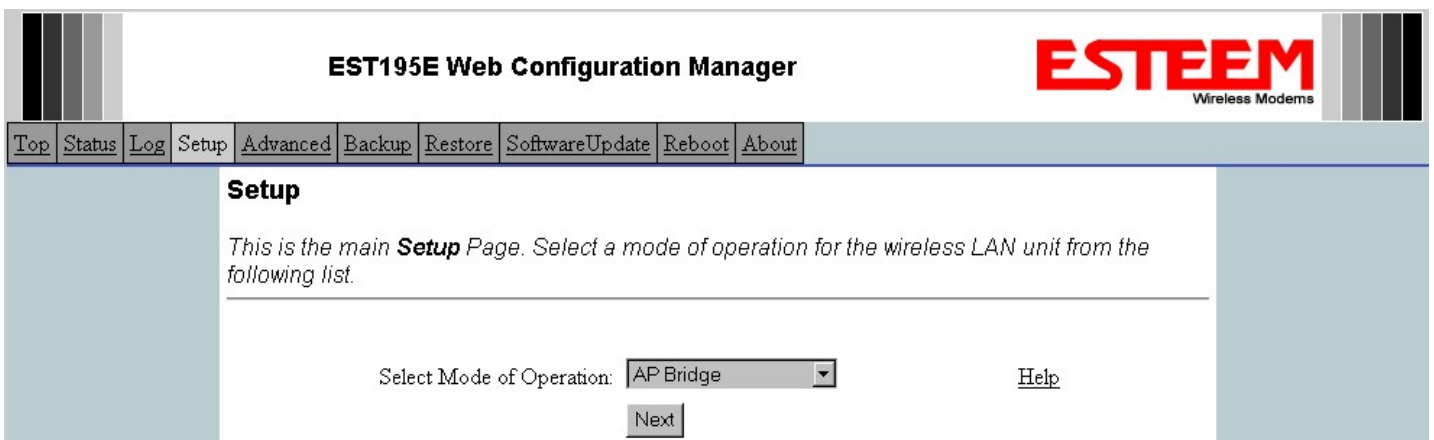 EST195E Web Configuration Manager
ESTEEM
Wireless Modems
Top Status Log Setup Advanced Backup Restore SoftwareUpdate Reboot About
Setup
This is the main Setup Page. Select a mode of operation for the wireless LAN unit from the
following list.
Select Mode of Operation: AP Bridge Help
Next